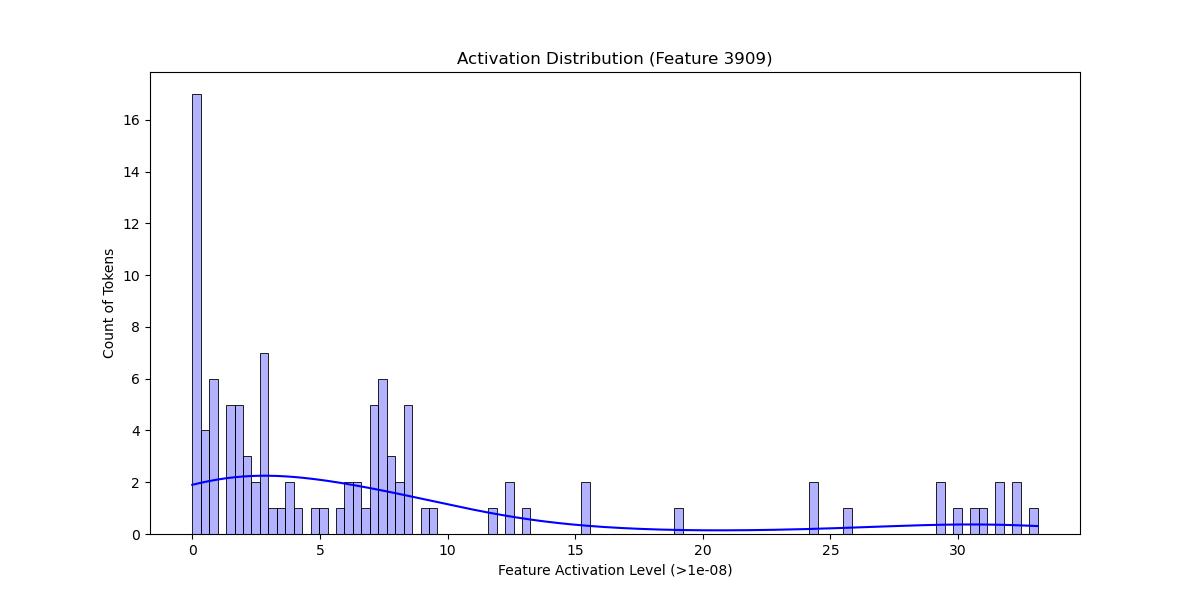 Activation Distribution (Feature 3909)
Count of Tokens
16
14
12
10
8
6
4
2
0
0 5 10 15 20 25 30
Feature Activation Level (>1e-08)